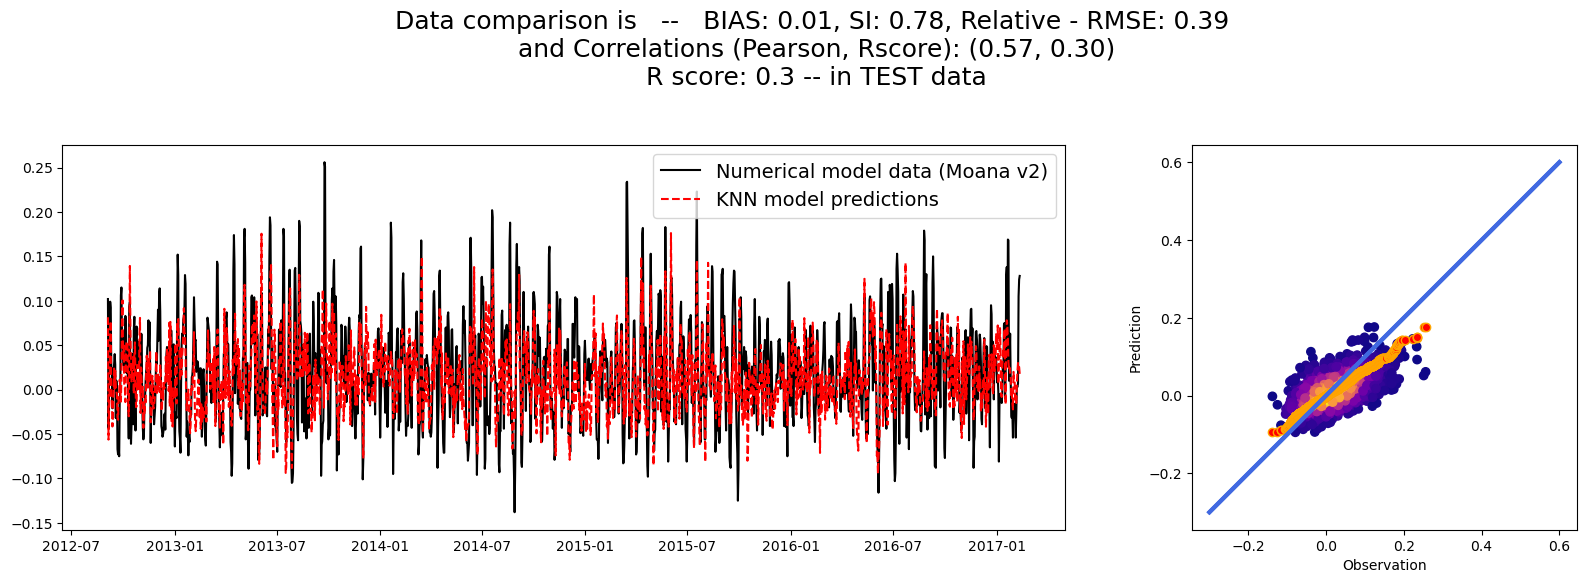 Data comparison is   --   BIAS: 0.01, SI: 0.78, Relative - RMSE: 0.39
and Correlations (Pearson, Rscore): (0.57, 0.30)
R score: 0.3 -- in TEST data
0.25
0.20
0.15
0.10
0.05
0.00
−0.05
−0.10
−0.15
2012-07 2013-01 2013-07 2014-01 2014-07 2015-01 2015-07 2016-01 2016-07 2017-01
Numerical model data (Moana v2)
KNN model predictions
Prediction
0.6
0.4
0.2
0.0
−0.2
−0.2 0.0 0.2 0.4 0.6
Observation